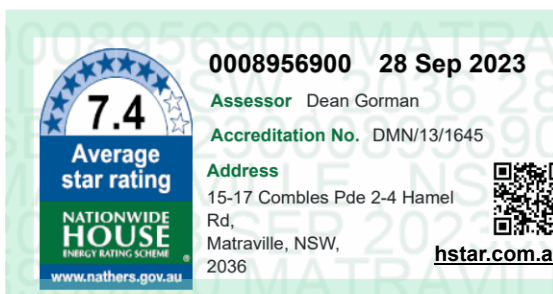 0008956900 28 Sep 2023
7.4
Average
star rating
NATIONWIDE
HOUSE
ENERGY RATING SCHEME
www.nathers.gov.au
Assessor Dean Gorman
Accreditation No. DMN/13/1645
Address
15-17 Combles Pde 2-4 Hamel
Rd,
Matraville, NSW,
2036
hstar.com.a